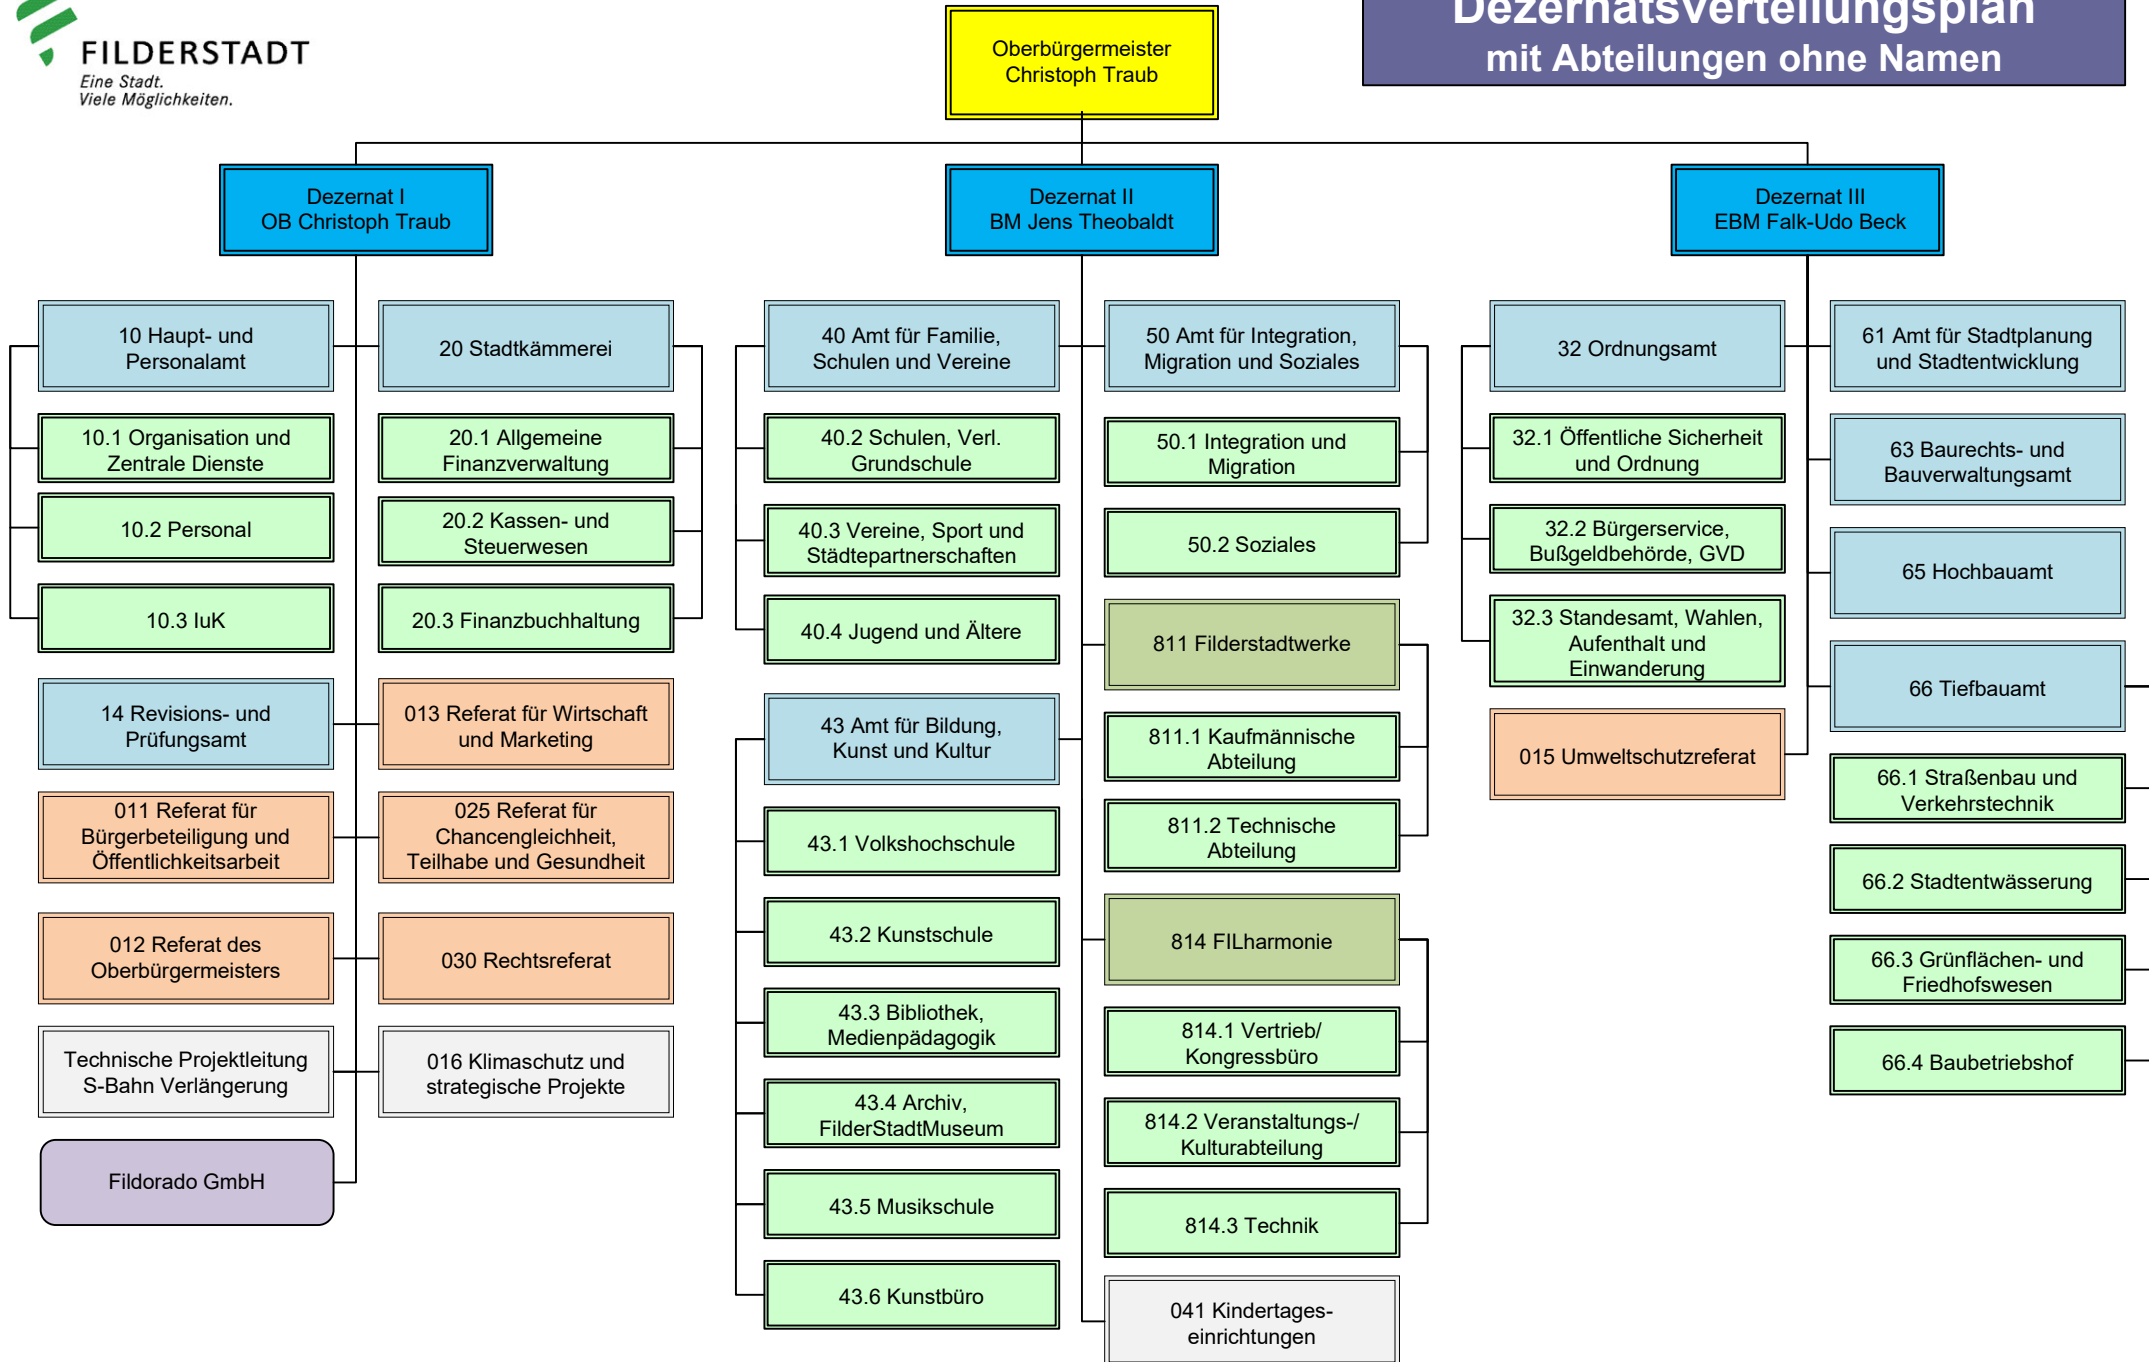 FILDERSTADT
Eine Stadt.
Viele Möglichkeiten.
Dezernatsverteilungsplan
mit Abteilungen ohne Namen
Oberbürgermeister
Christoph Traub
Dezernat I
OB Christoph Traub
Dezernat II
BM Jens Theobaldt
Dezernat III
EBM Falk-Udo Beck
10 Haupt- und
Personalamt
10.1 Organisation und
Zentrale Dienste
10.2 Personal
10.3 IuK
14 Revisions- und
Prüfungsamt
011 Referat für
Bürgerbeteiligung und
Öffentlichkeitsarbeit
012 Referat des
Oberbürgermeisters
Technische Projektleitung
S-Bahn Verlängerung
Fildorado GmbH
20 Stadtkämmerei
20.1 Allgemeine
Finanzverwaltung
20.2 Kassen- und
Steuerwesen
20.3 Finanzbuchhaltung
013 Referat für Wirtschaft
und Marketing
025 Referat für
Chancengleichheit,
Teilhabe und Gesundheit
030 Rechtsreferat
016 Klimaschutz und
strategische Projekte
40 Amt für Familie,
Schulen und Vereine
40.2 Schulen, Verl.
Grundschule
40.3 Vereine, Sport und
Städtepartnerschaften
40.4 Jugend und Ältere
43 Amt für Bildung,
Kunst und Kultur
43.1 Volkshochschule
43.2 Kunstschule
43.3 Bibliothek,
Medienpädagogik
43.4 Archiv,
FilderStadtMuseum
43.5 Musikschule
43.6 Kunstbüro
50 Amt für Integration,
Migration und Soziales
50.1 Integration und
Migration
50.2 Soziales
811 Filderstadtwerke
811.1 Kaufmännische
Abteilung
811.2 Technische
Abteilung
814 FILharmonie
814.1 Vertrieb/
Kongressbüro
814.2 Veranstaltungs-/
Kulturabteilung
814.3 Technik
041 Kindertages-
einrichtungen
32 Ordnungsamt
32.1 Öffentliche Sicherheit
und Ordnung
32.2 Bürgerservice,
Bußgeldbehörde, GVD
32.3 Standesamt, Wahlen,
Aufenthalt und
Einwanderung
015 Umweltschutzreferat
61 Amt für Stadtplanung
und Stadtentwicklung
63 Baurechts- und
Bauverwaltungsamt
65 Hochbauamt
66 Tiefbauamt
66.1 Straßenbau und
Verkehrstechnik
66.2 Stadtentwässerung
66.3 Grünflächen- und
Friedhofswesen
66.4 Baubetriebshof